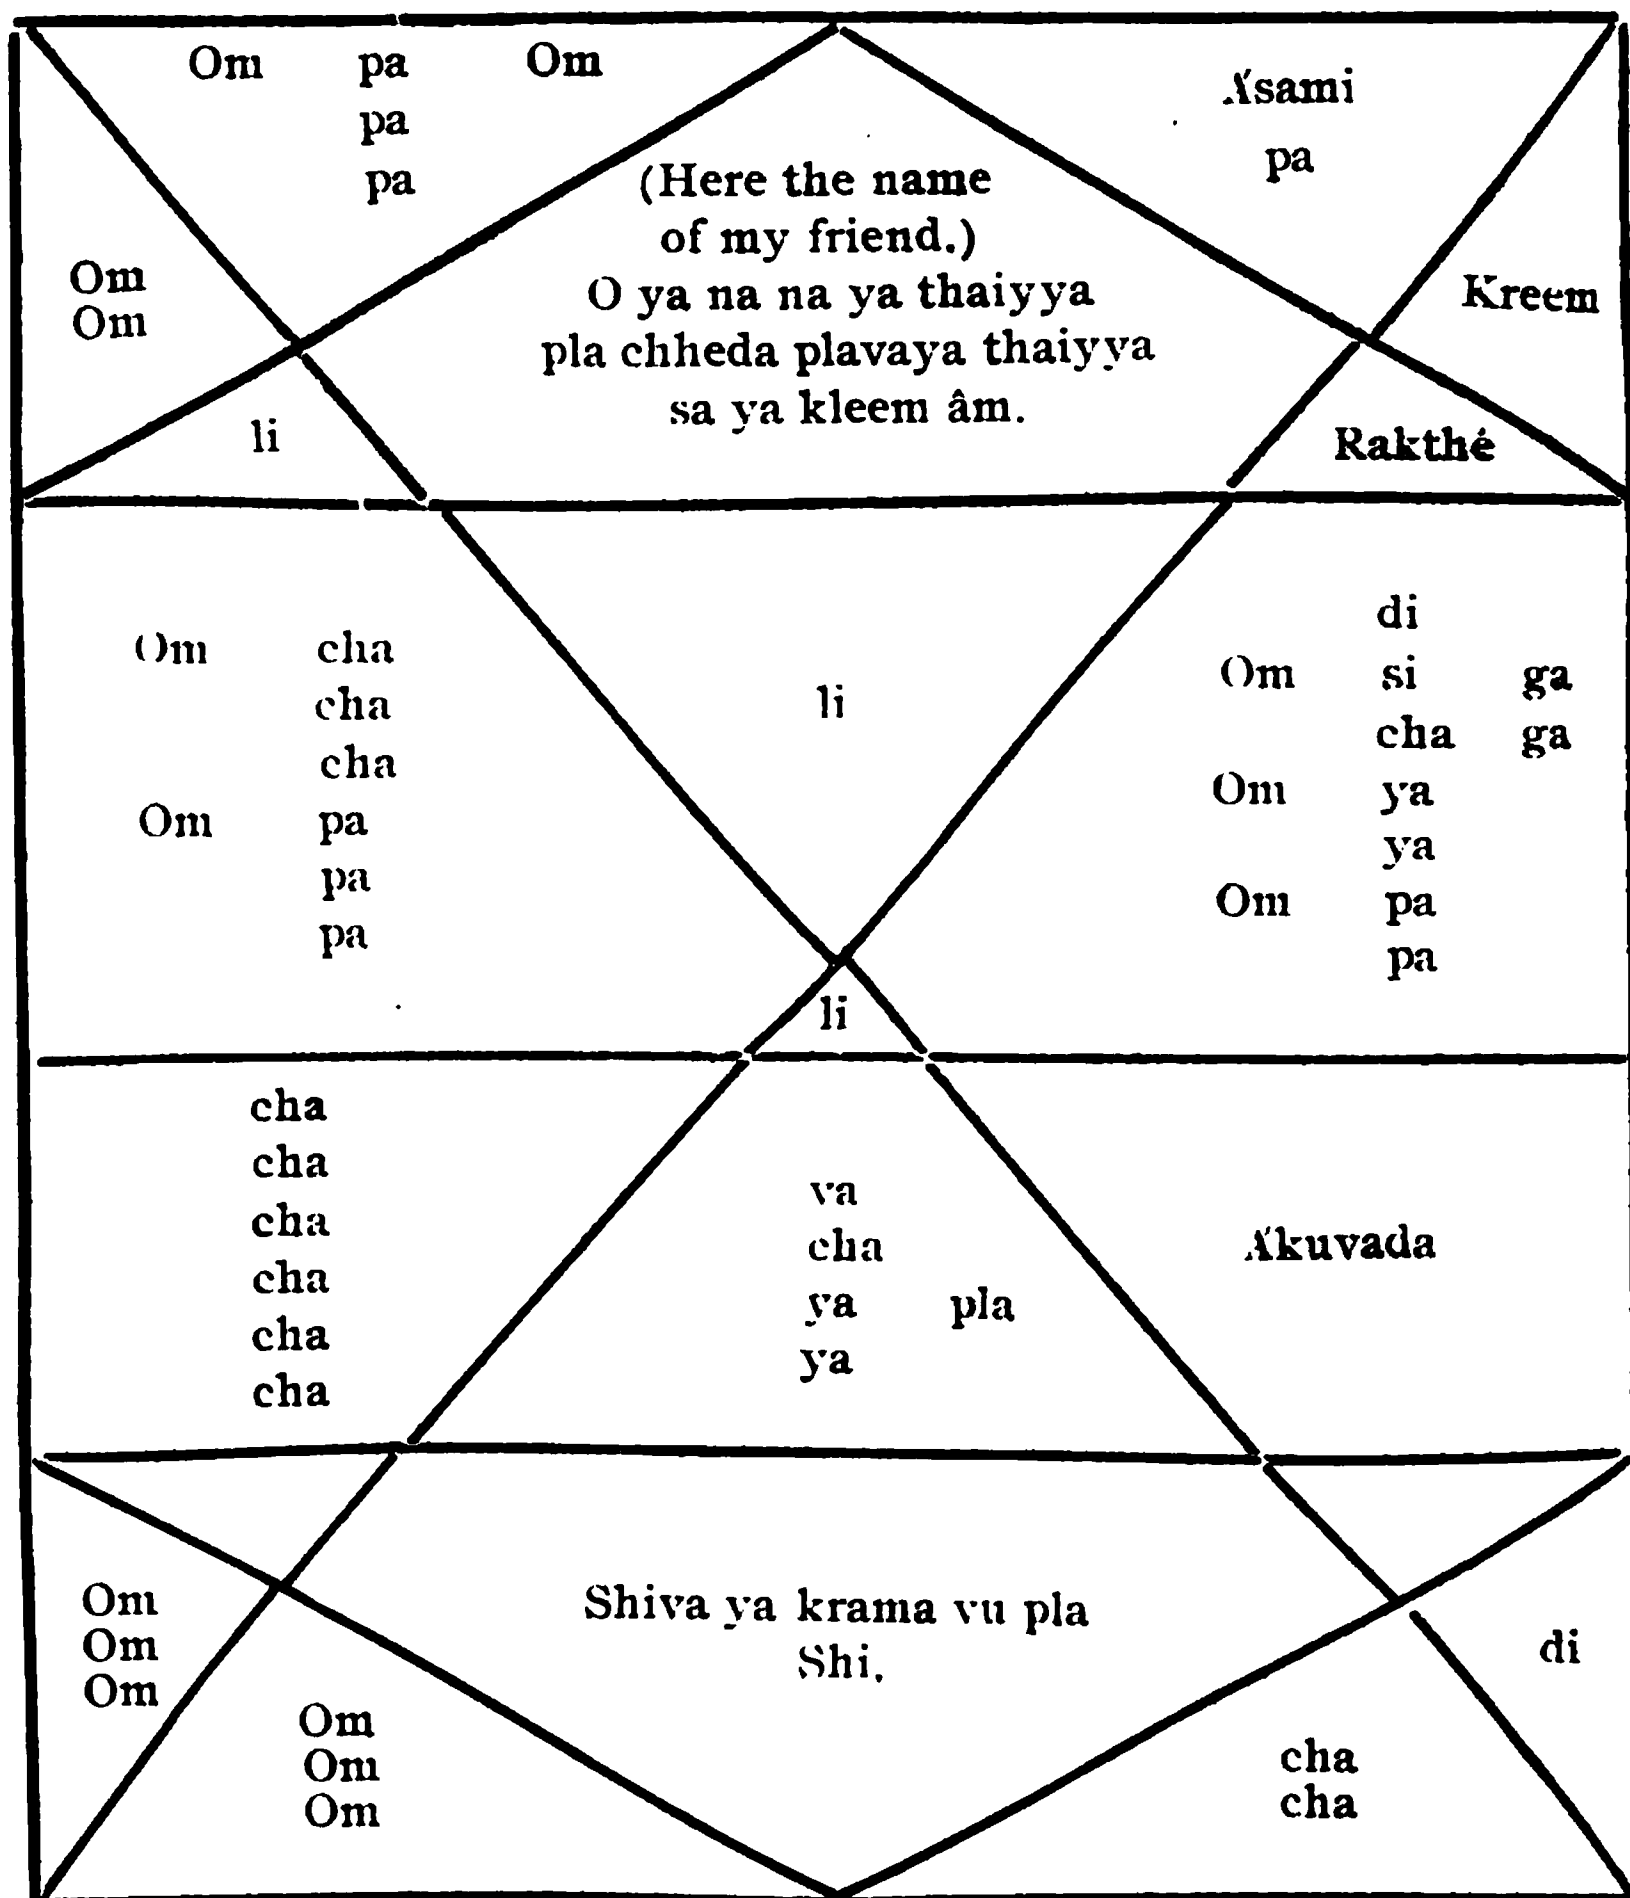 Om pa Om
pa
pa
Ásami
pa
(Here the name
of my friend.)
O ya na na ya thaiyya
pla chheda plavaya thaiyya
sa ya kleem âm.
Om
Om
Kreem
li
Rakthé
Om cha
cha
cha
Om pa
pa
pa
li
di
Om si ga
cha ga
Om ya
ya
Om pa
pa
li
cha
cha
cha
cha
cha
cha
va
cha
ya pla
ya
Ákuvada
Om
Om
Om
Shiva ya krama vu pla
Shi.
di
Om
Om
Om
cha
cha